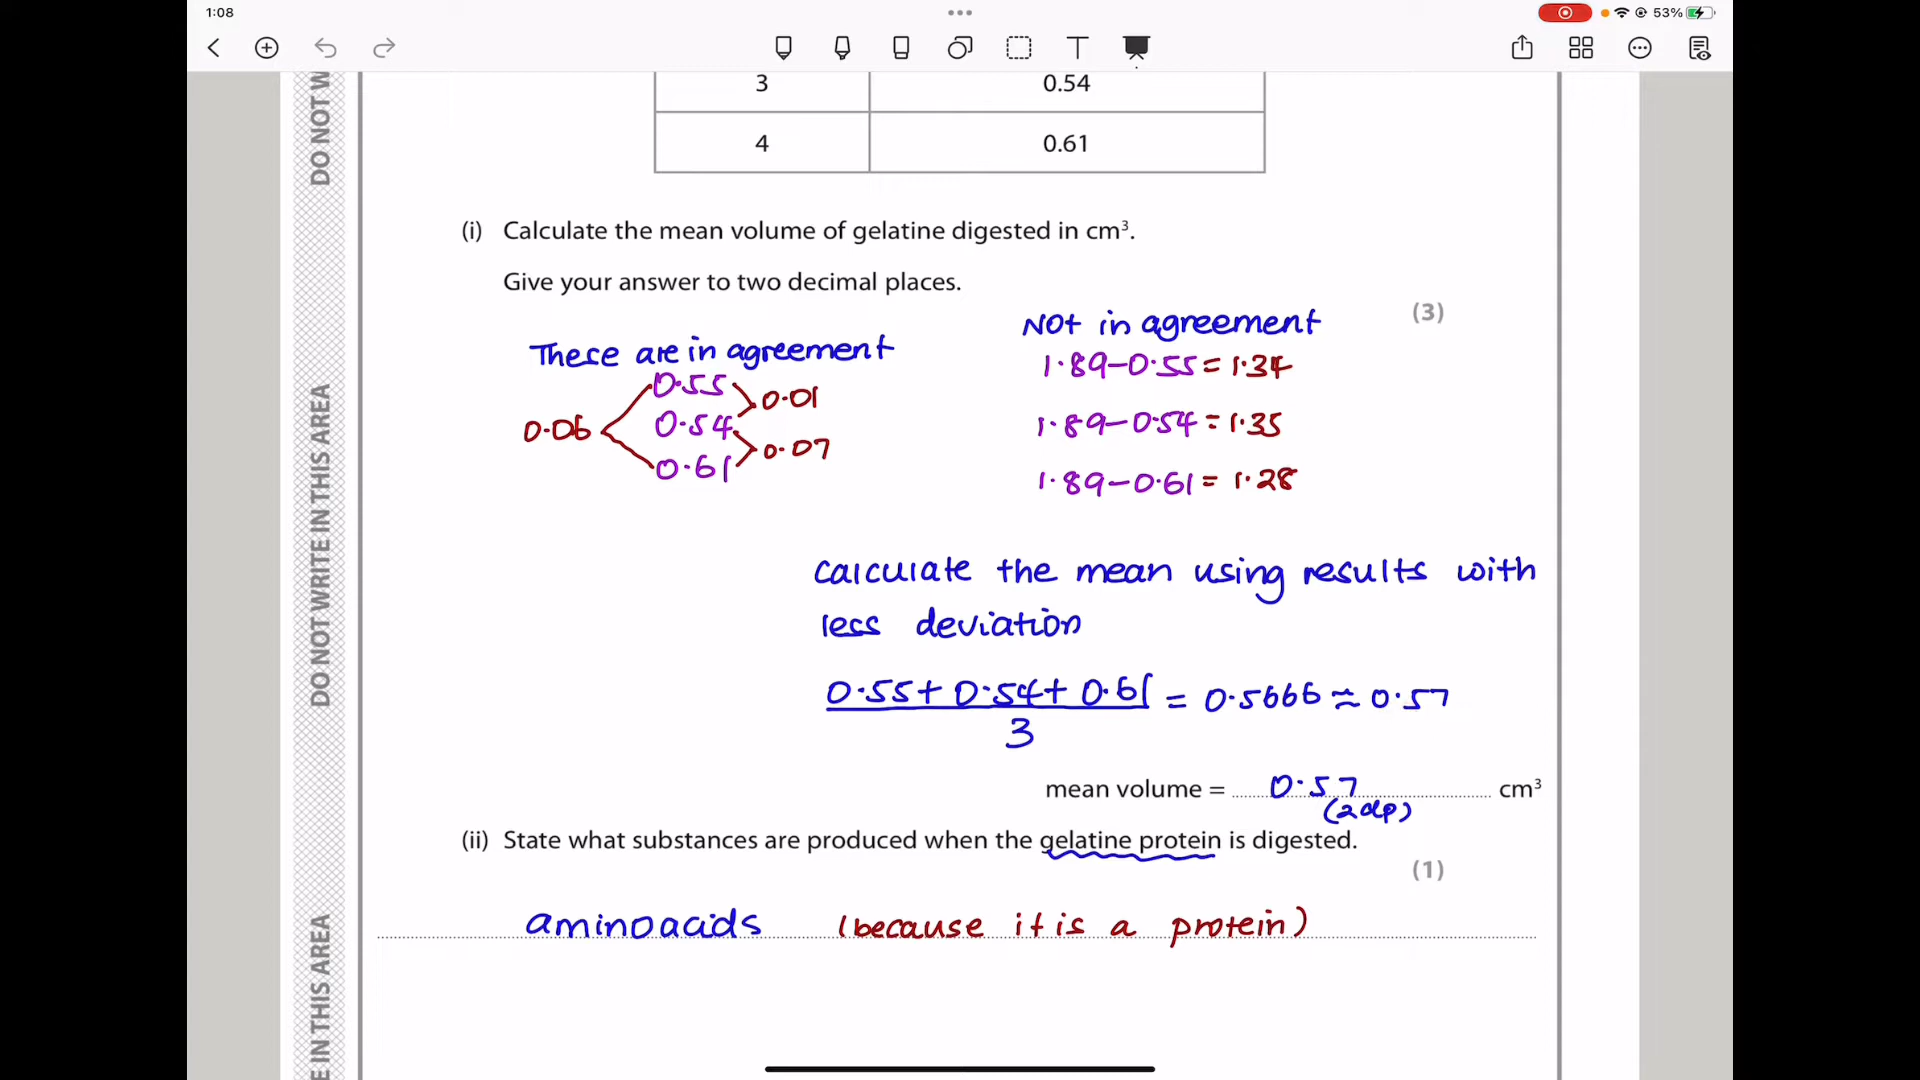 1:08
53%
3 0.54
4 0.61
(i) Calculate the mean volume of gelatine digested in cm³.
Give your answer to two decimal places.
(3)
These are in agreement
0.55
0.54
0.61
0.06
0.01
0.07
NOt in agreement
1.89-0.55 = 1.34
1.89-0.54 = 1.35
1.89-0.61 = 1.28
calculate the mean using results with
less deviation
0.55+ 0.54+ 0.61 = 0.5666 ≈ 0.57
3
mean volume = 0.57 cm³
(2dp)
(ii) State what substances are produced when the gelatine protein is digested.
(1)
aminoacids (because it is a protein)
DO NOT W
DO NOT WRITE IN THIS AREA
E IN THIS AREA